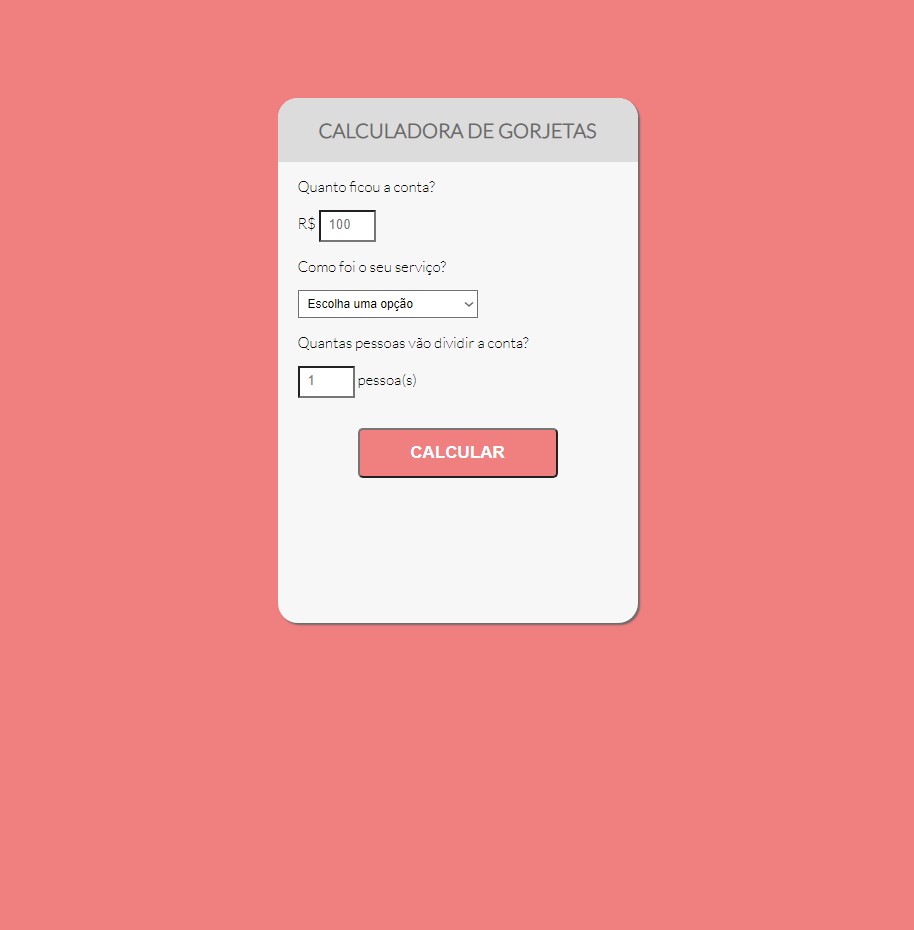 CALCULADORA DE GORJETAS
Quanto ficou a conta?
R$ 100
Como foi o seu serviço?
Escolha uma opção
Quantas pessoas vão dividir a conta?
1 pessoa(s)
CALCULAR